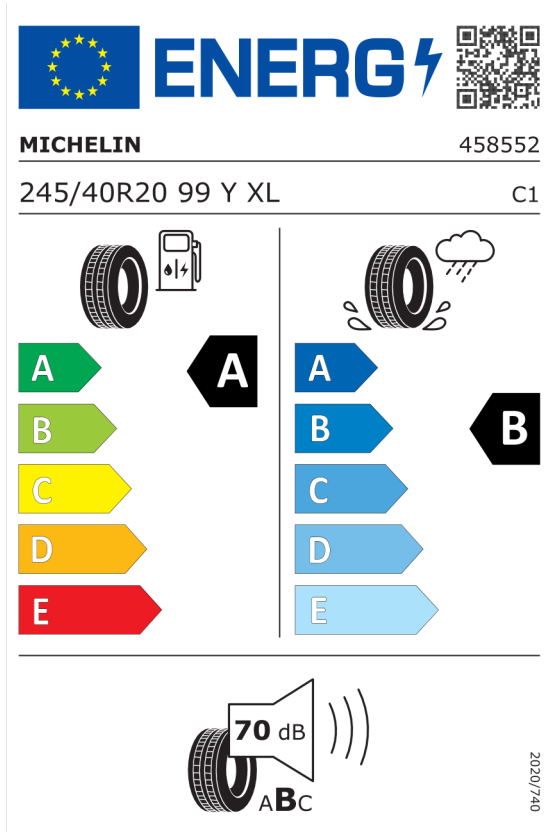 ENERG
MICHELIN 458552
245/40R20 99 Y XL C1
A A
B
C
D
E
A
B B
C
D
E
70 dB
ABC
2020/740